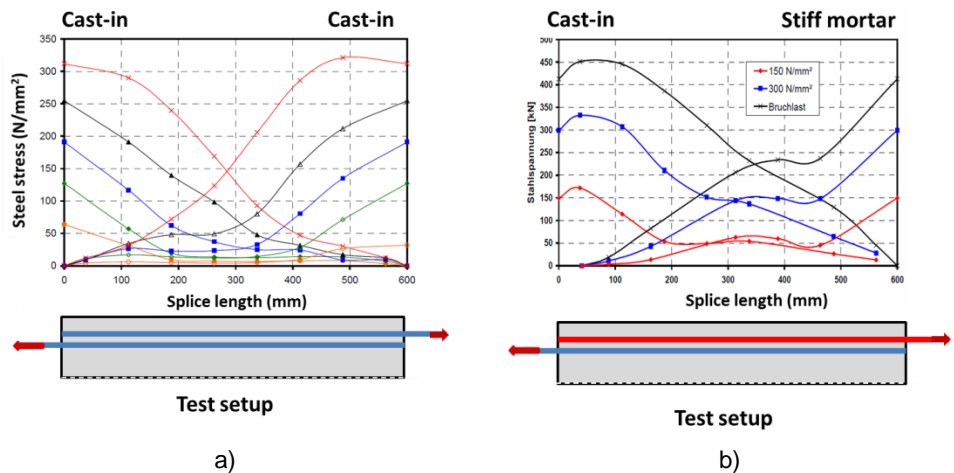 Cast-in Cast-in
Steel stress (N/mm²)
350
300
250
200
150
100
50
0
0 100 200 300 400 500 600
Splice length (mm)
Test setup
a)
Cast-in Stiff mortar
Stahlspannung [kN]
500
450
400
350
300
250
200
150
100
50
0
150 N/mm²
300 N/mm²
Bruchlast
0 100 200 300 400 500 600
Splice length (mm)
Test setup
b)